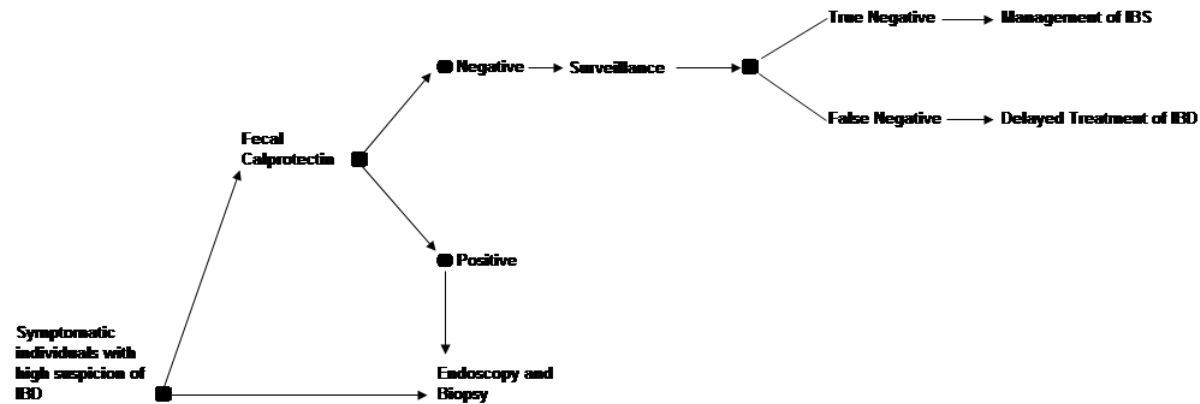 True Negative
Management of IBS
Negative
Surveillance
False Negative
Delayed Treatment of IBD
Fecal
Calprotectin
Positive
Symptomatic
individuals with
high suspicion of
IBD
Endoscopy and
Biopsy